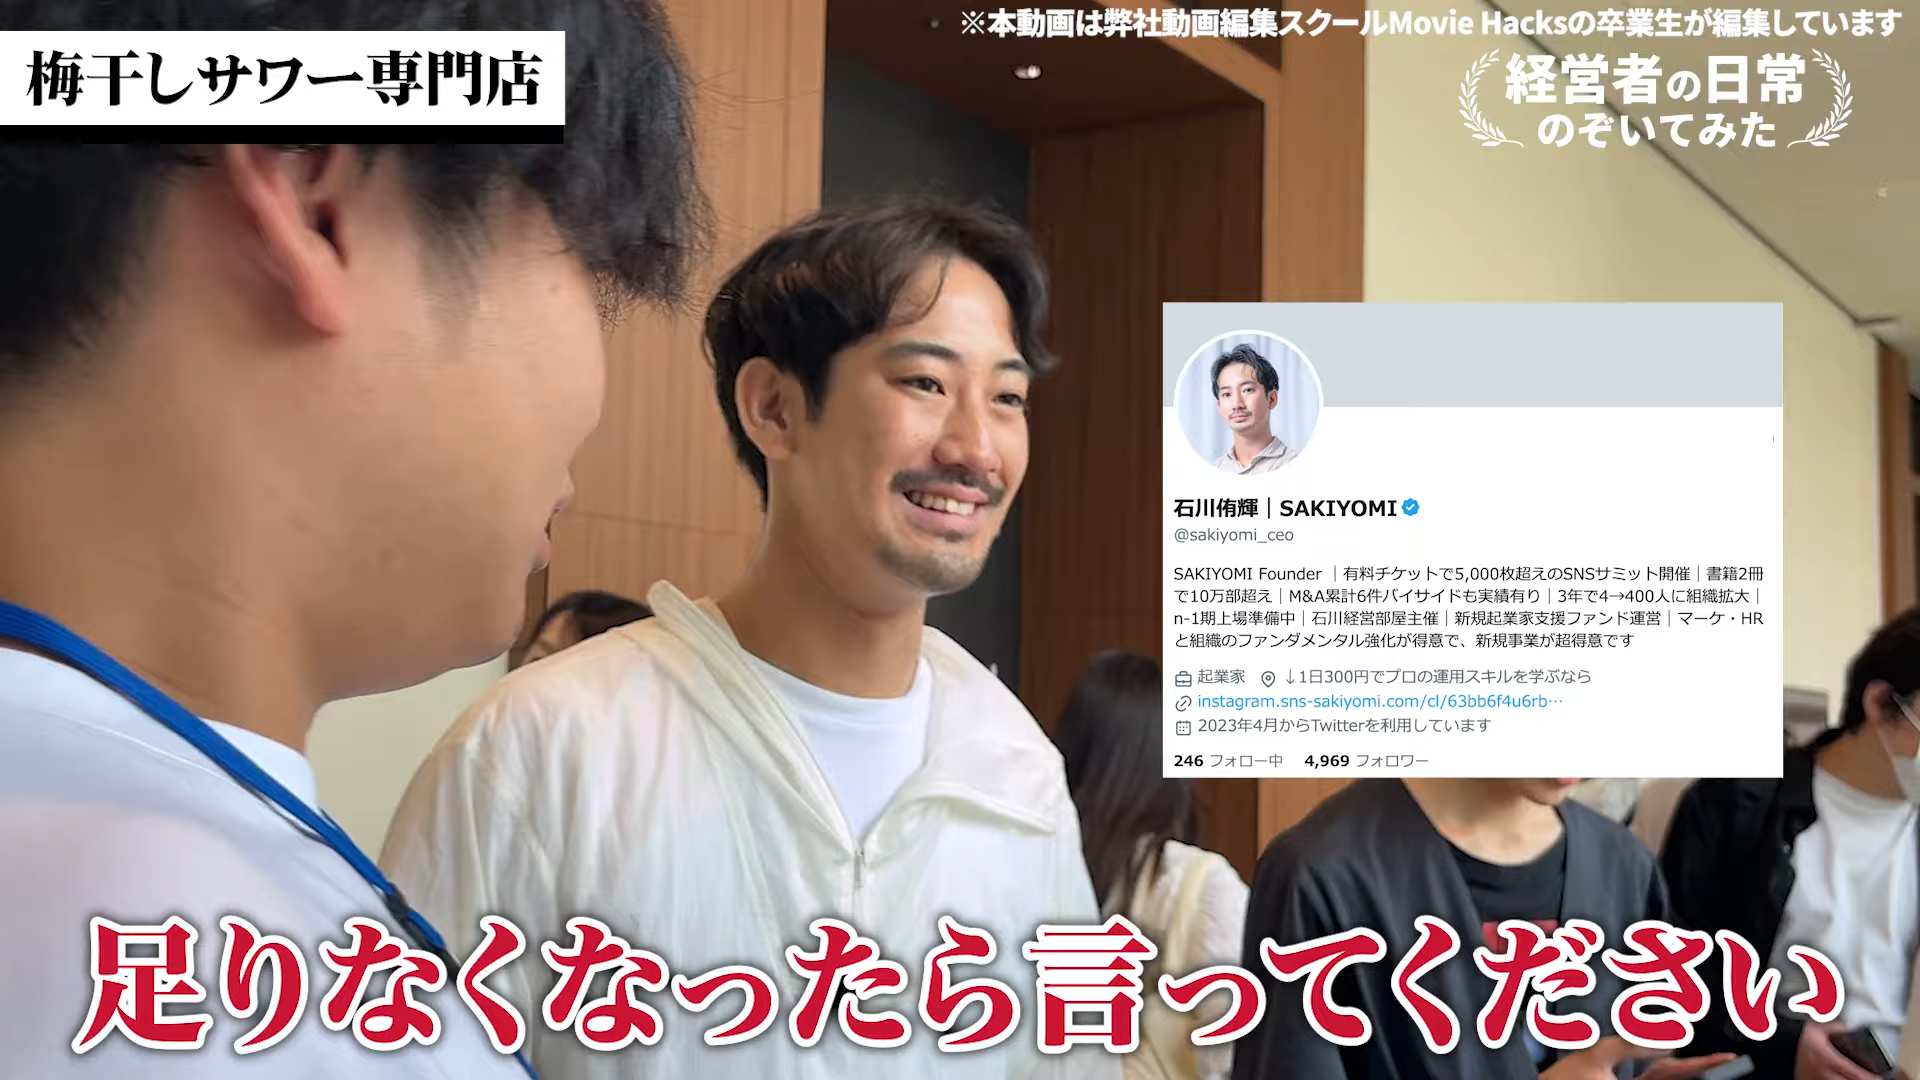 ※本動画は弊社動画編集スクールMovie Hacksの卒業生が編集しています
梅干しサワー専門店
経営者の日常
のぞいてみた
石川侑輝｜SAKIYOMI
@sakiyomi_ceo
SAKIYOMI Founder ｜有料チケットで5,000枚超えのSNSサミット開催｜書籍2冊
で10万部超え｜M&A累計6件バイサイドも実績有り｜3年で4→400人に組織拡大｜
n-1期上場準備中｜石川経営部屋主催｜新規起業家支援ファンド運営｜マーケ・HR
と組織のファンダメンタル強化が得意で、新規事業が超得意です
起業家 ↓1日300円でプロの運用スキルを学ぶなら
instagram.sns-sakiyomi.com/cl/63bb6f4u6rb…
2023年4月からTwitterを利用しています
246 フォロー中 4,969 フォロワー
足りなくなったら言ってください